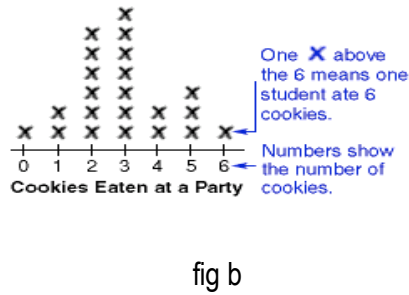 One X above
the 6 means one
student ate 6
cookies.
0 1 2 3 4 5 6
Numbers show
the number of
cookies.
Cookies Eaten at a Party
fig b